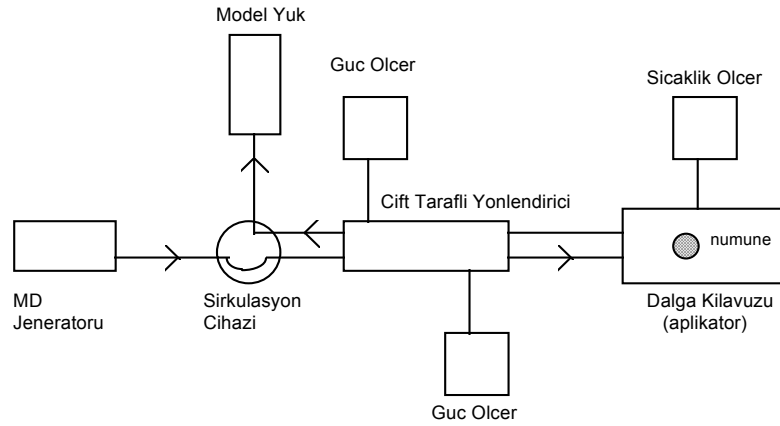 Model Yuk
Guc Olcer
Sicaklik Olcer
Cift Tarafli Yonlendirici
numune
MD
Jeneratoru
Sirkulasyon
Cihazi
Dalga Kilavuzu
(aplikator)
Guc Olcer